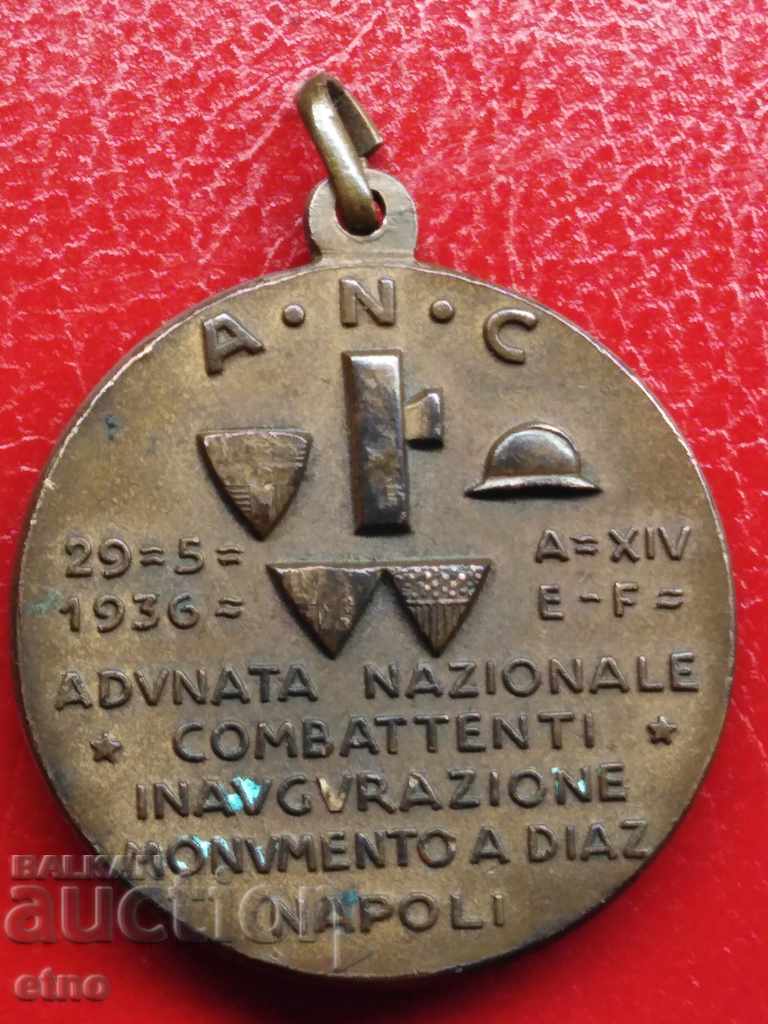 A·N·C
29=5= A=XIV
1936= E-F=
ADVNATA NAZIONALE
COMBATTENTI
INAVGVRAZIONE
MONVMENTO A DIAZ
NAPOLI
BALKAN
auction
etno